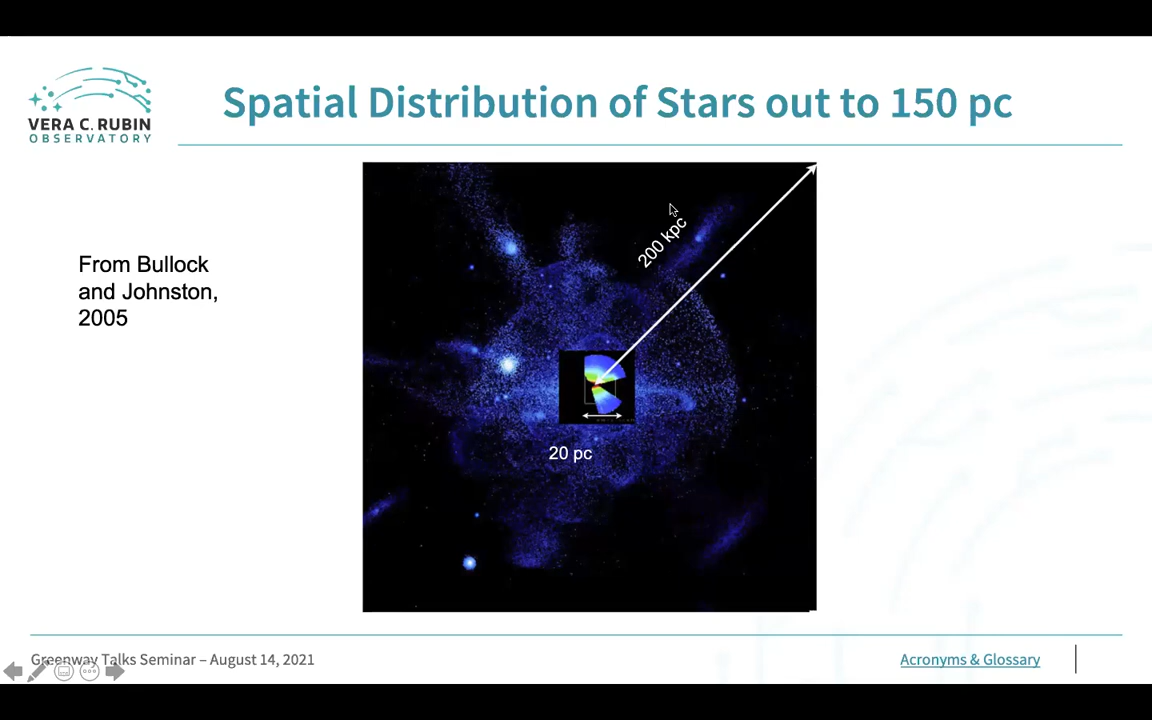 VERA C. RUBIN
OBSERVATORY
Spatial Distribution of Stars out to 150 pc
From Bullock
and Johnston,
2005
200 kpc
20 pc
Greenway Talks Seminar – August 14, 2021
Acronyms & Glossary